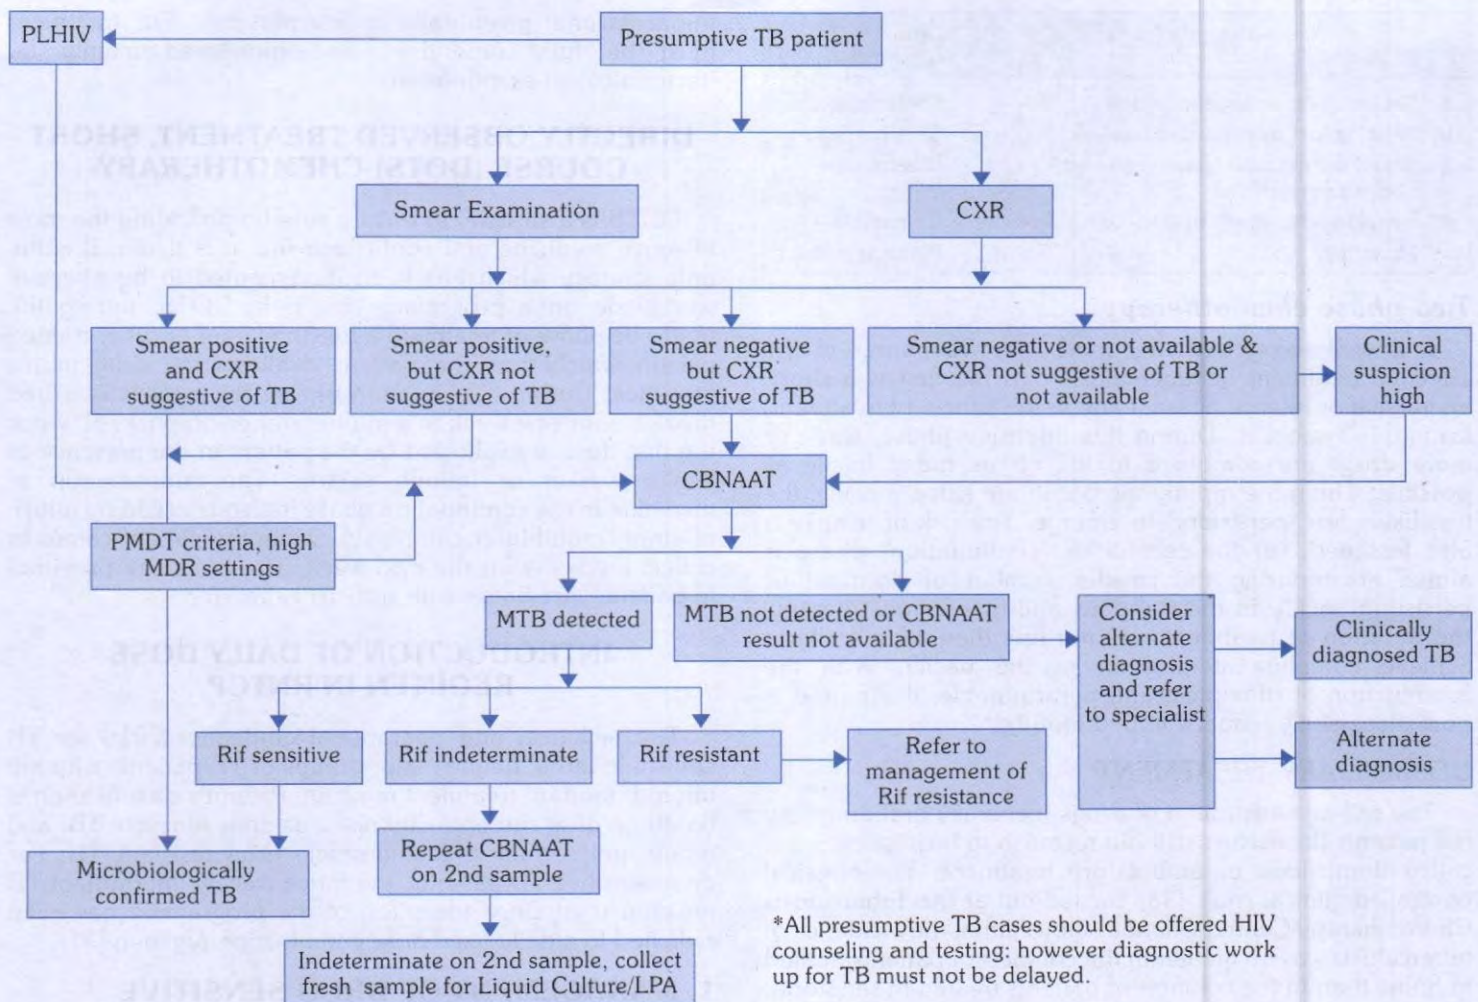 PLHIV
Presumptive TB patient
Smear Examination
CXR
Smear positive
and CXR
suggestive of TB
Smear positive,
but CXR not
suggestive of TB
Smear negative
but CXR
suggestive of TB
Smear negative or not available &
CXR not suggestive of TB or
not available
Clinical
suspicion
high
CBNAAT
PMDT criteria, high
MDR settings
MTB detected
MTB not detected or CBNAAT
result not available
Consider
alternate
diagnosis
and refer
to specialist
Clinically
diagnosed TB
Rif sensitive
Rif indeterminate
Rif resistant
Refer to
management of
Rif resistance
Alternate
diagnosis
Microbiologically
confirmed TB
Repeat CBNAAT
on 2nd sample
Indeterminate on 2nd sample, collect
fresh sample for Liquid Culture/LPA
*All presumptive TB cases should be offered HIV
counseling and testing; however diagnostic work
up for TB must not be delayed.